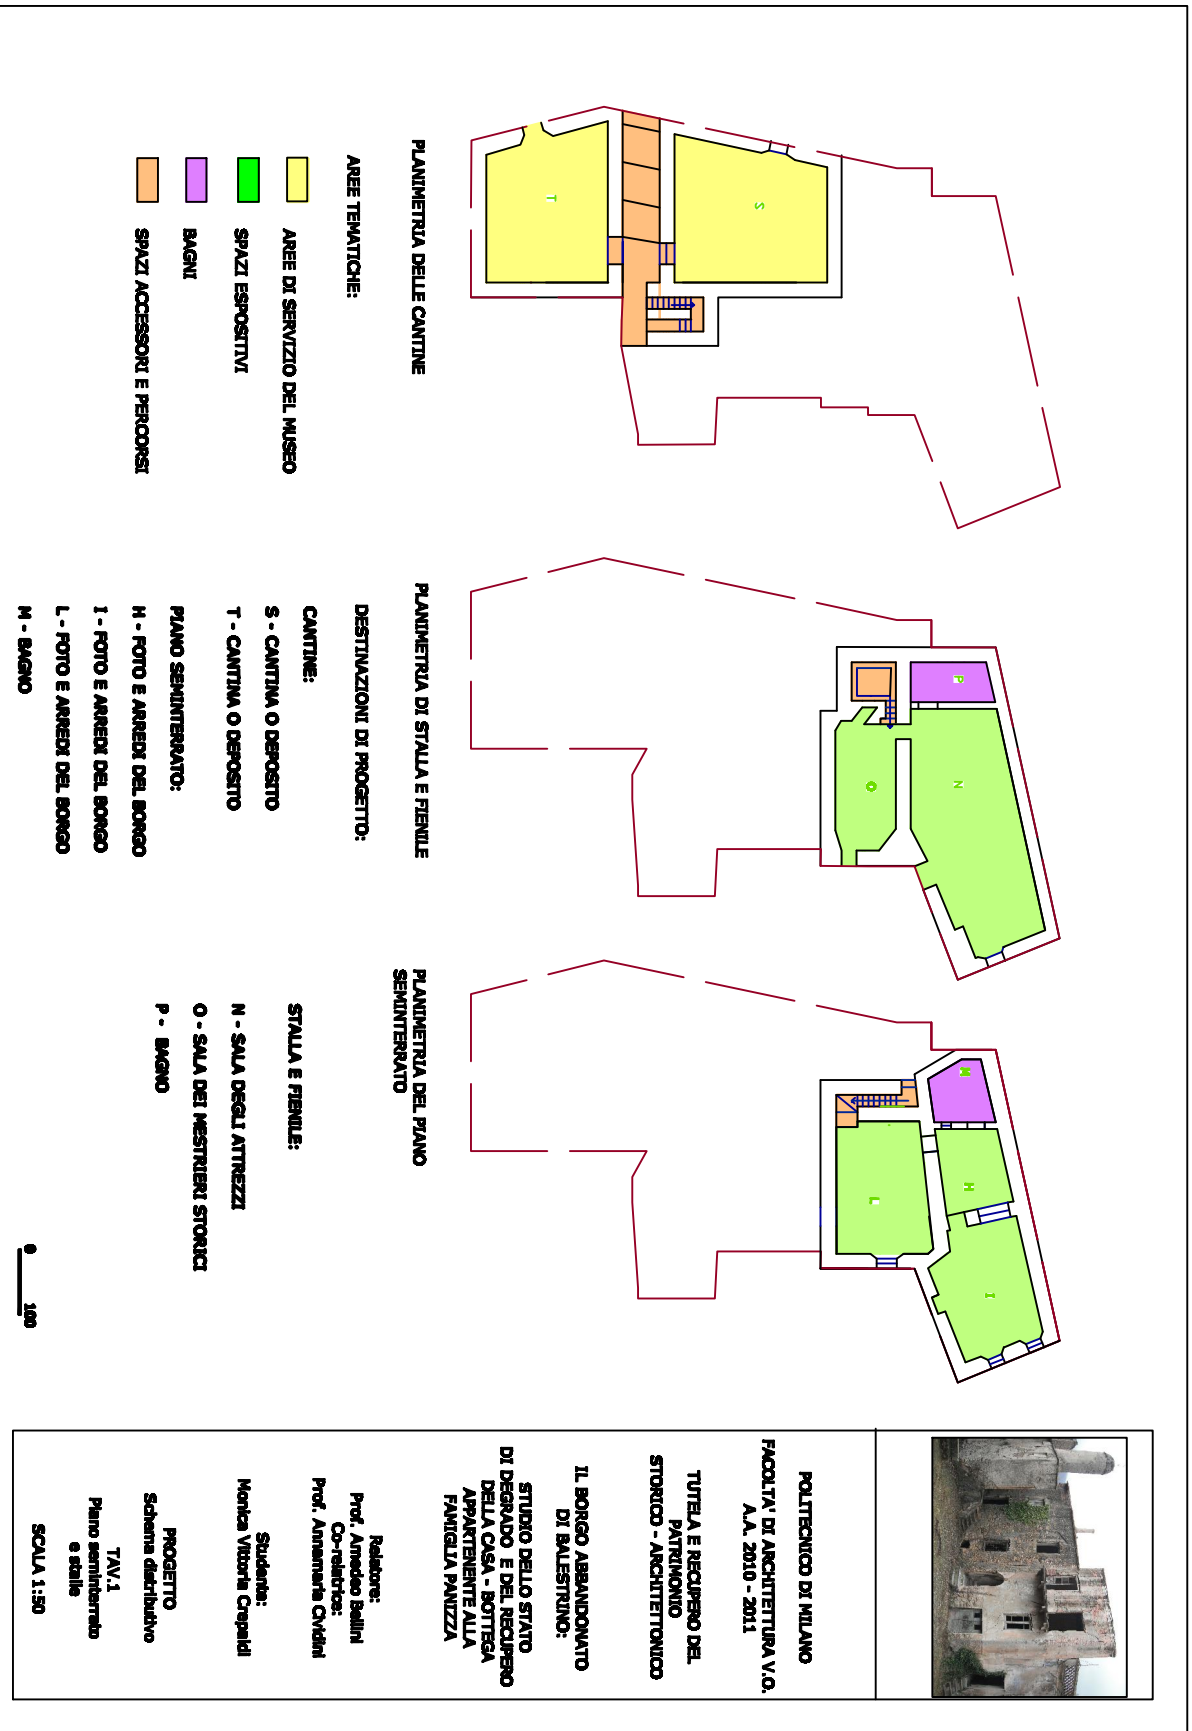 PLANIMETRIA DELLE CANTINE
T
S
AREE TEMATICHE:
AREE DI SERVIZIO DEL MUSEO
SPAZI ESPOSITIVI
BAGNI
SPAZI ACCESSORI E PERCORSI
PLANIMETRIA DI STALLA E FIENILE
P
N
O
DESTINAZIONI DI PROGETTO:
CANTINE:
S - CANTINA O DEPOSITO
T - CANTINA O DEPOSITO
PIANO SEMINTERRATO:
H - FOTO E ARREDI DEL BORGO
I - FOTO E ARREDI DEL BORGO
L - FOTO E ARREDI DEL BORGO
M - BAGNO
PLANIMETRIA DEL PIANO
SEMINTERRATO
M
H
L
I
STALLA E FIENILE:
N - SALA DEGLI ATTREZZI
O - SALA DEI MESTRIERI STORICI
P - BAGNO
0 100
POLITECNICO DI MILANO
FACOLTA' DI ARCHITETTURA V.O.
A.A. 2010 - 2011
TUTELA E RECUPERO DEL
PATRIMONIO
STORICO - ARCHITETTONICO
IL BORGO ABBANDONATO
DI BALESTRINO:
STUDIO DELLO STATO
DI DEGRADO E DEL RECUPERO
DELLA CASA - BOTTEGA
APPARTENENTE ALLA
FAMIGLIA PANIZZA
Relatore:
Prof. Amedeo Bellini
Co-relatrice:
Prof. Annamaria Cividini
Studente:
Monica Vittoria Crepaldi
PROGETTO
Schema distributivo
TAV.1
Piano seminterrato
e stalle
SCALA 1:50